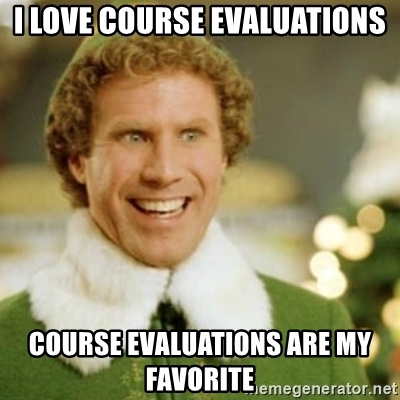 I LOVE COURSE EVALUATIONS
COURSE EVALUATIONS ARE MY
FAVORITE
memegenerator.net